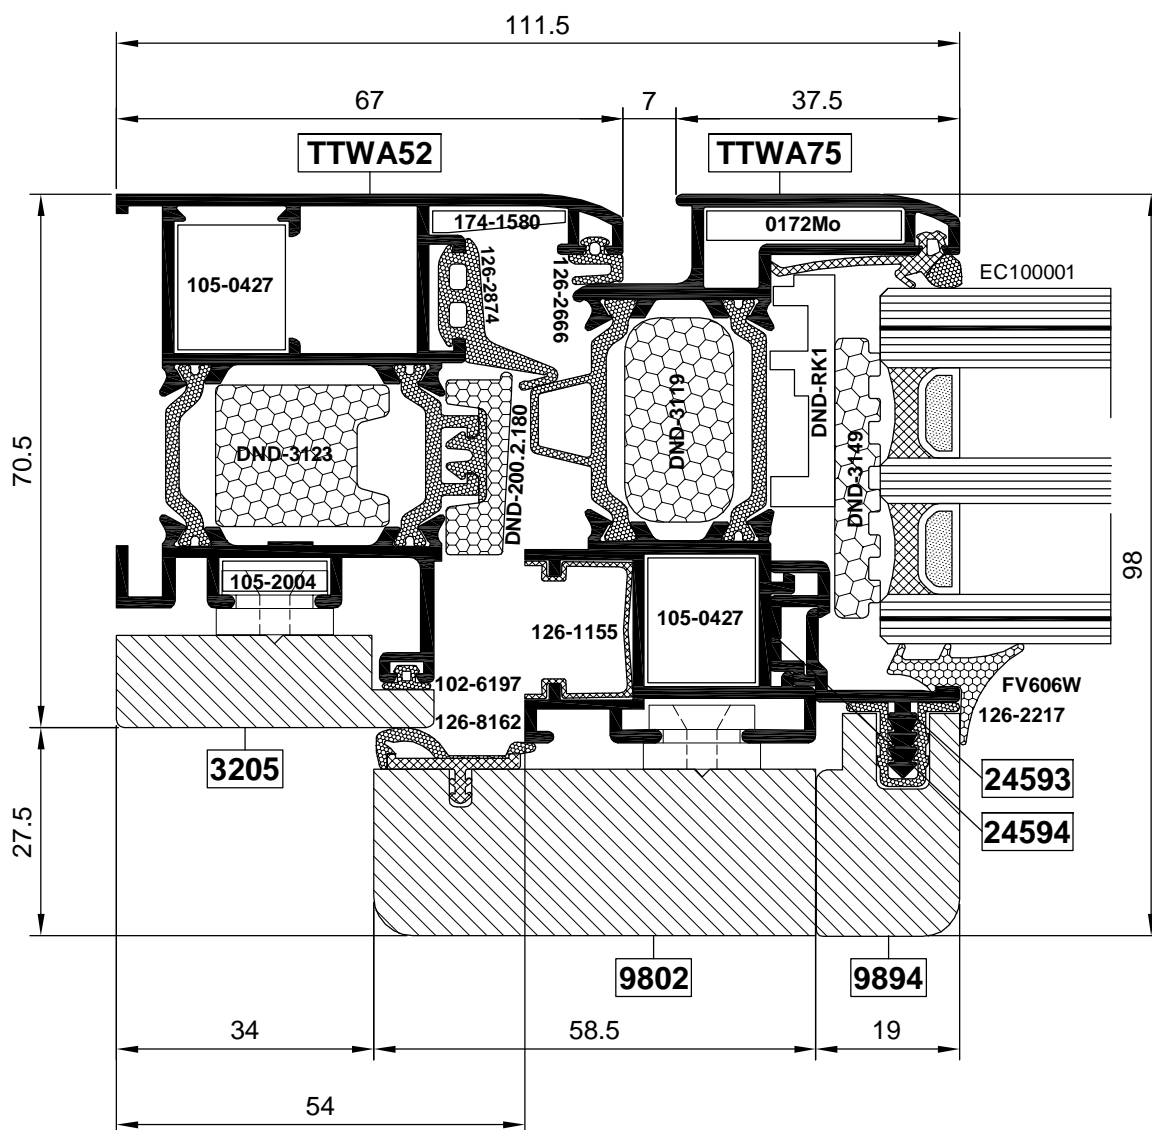 111.5
67
7
37.5
TTWA52
TTWA75
174-1580
0172Mo
105-0427
126-2874
126-2666
EC100001
DND-3119
DND-RK1
DND-3149
DND-3123
DND-200.2.180
70.5
98
105-2004
126-1155
105-0427
102-6197
126-8162
FV606W
126-2217
3205
24593
24594
27.5
9802
9894
34
58.5
19
54